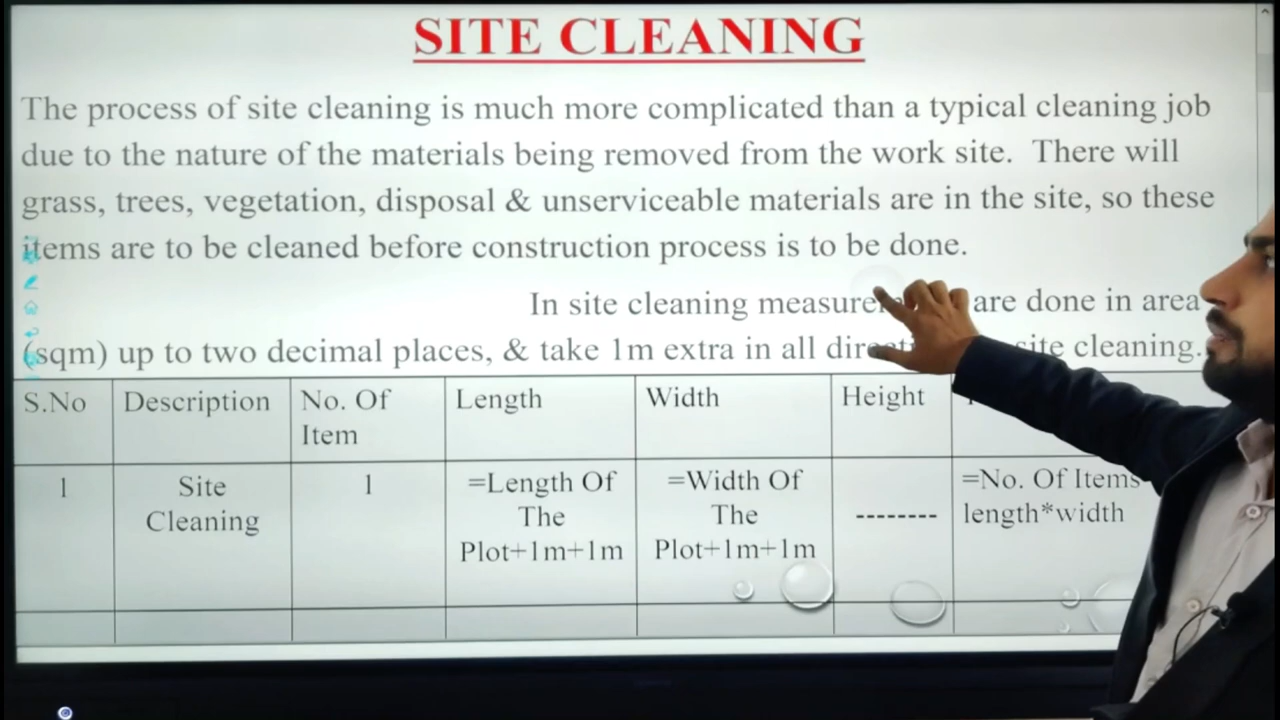 SITE CLEANING
The process of site cleaning is much more complicated than a typical cleaning job
due to the nature of the materials being removed from the work site. There will
grass, trees, vegetation, disposal & unserviceable materials are in the site, so these
items are to be cleaned before construction process is to be done.
In site cleaning are done in area
(sqm) up to two decimal places, & take 1m extra in all site cleaning.
S.No Description No. Of Item Length Width Height
1 Site Cleaning 1 =Length Of The Plot+1m+1m =Width Of The Plot+1m+1m -------- =No. Of Items length*width